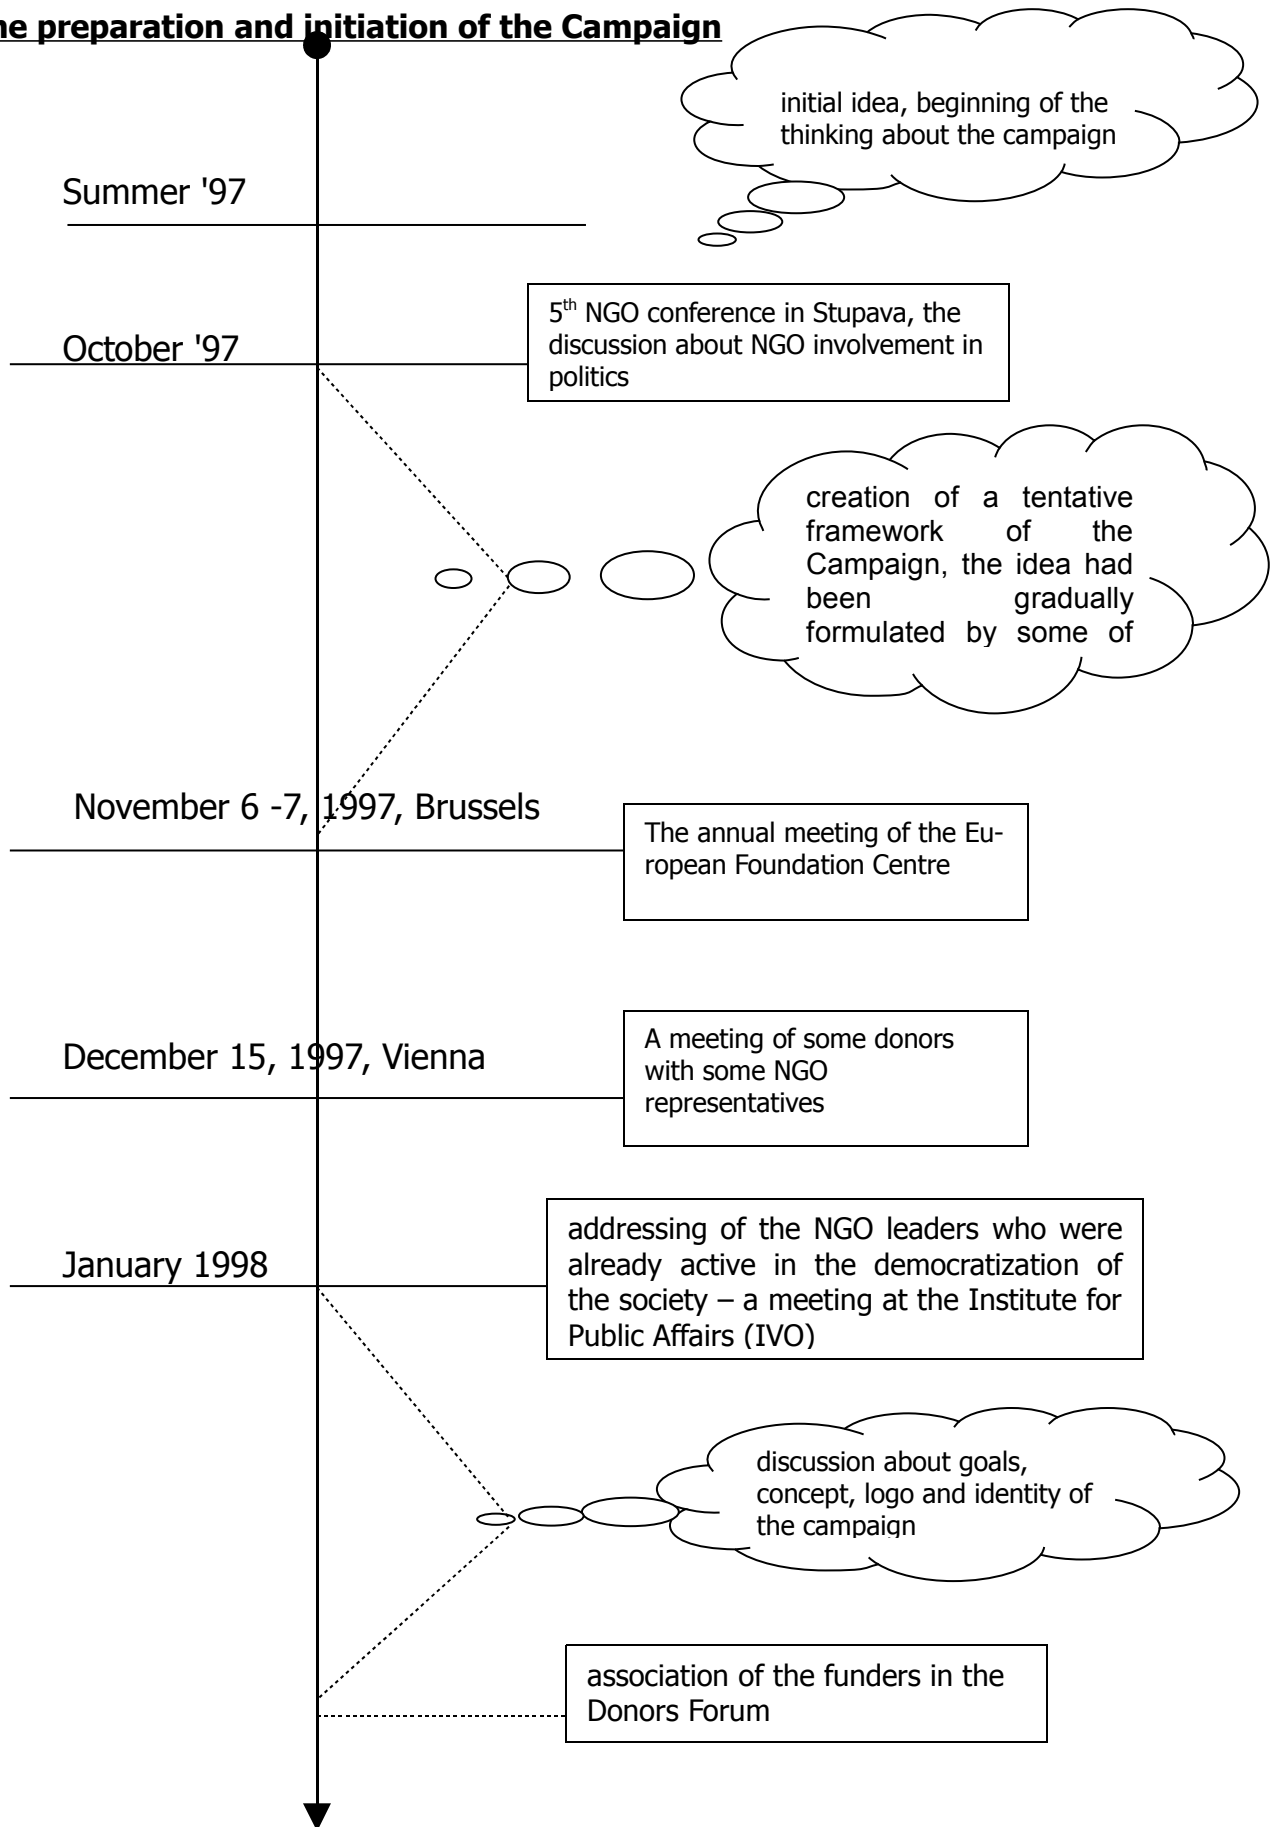 he preparation and initiation of the Campaign
initial idea, beginning of the
thinking about the campaign
Summer '97
5th NGO conference in Stupava, the
discussion about NGO involvement in
politics
October '97
creation of a tentative
framework of the
Campaign, the idea had
been gradually
formulated by some of
November 6 -7, 1997, Brussels
The annual meeting of the Eu-
ropean Foundation Centre
December 15, 1997, Vienna
A meeting of some donors
with some NGO
representatives
January 1998
addressing of the NGO leaders who were
already active in the democratization of
the society – a meeting at the Institute for
Public Affairs (IVO)
discussion about goals,
concept, logo and identity of
the campaign
association of the funders in the
Donors Forum